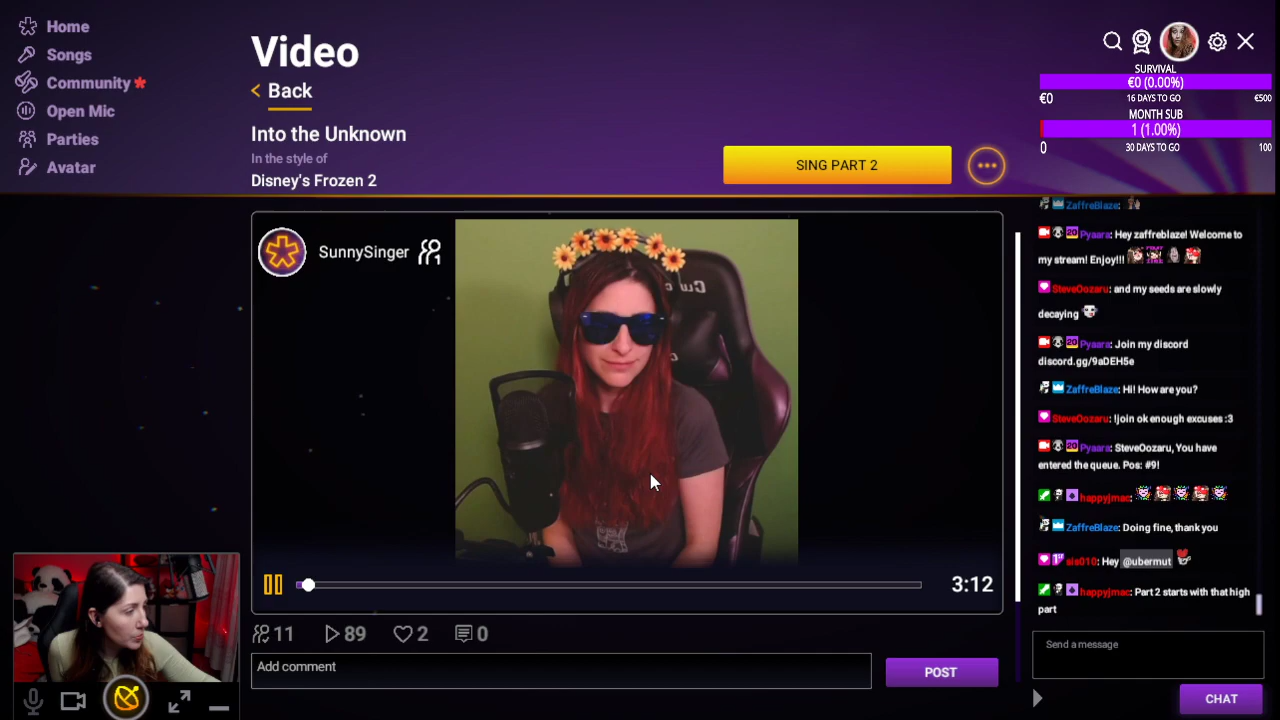 Home
Songs
Community *
Open Mic
Parties
Avatar
Video
< Back
Into the Unknown
In the style of
Disney's Frozen 2
SING PART 2
SURVIVAL
€0 (0.00%)
€0 16 DAYS TO GO €500
MONTH SUB
1 (1.00%)
0 30 DAYS TO GO 100
SunnySinger
3:12
11 89 2 0
Add comment
POST
ZaffreBlaze:
20 Pyaara: Hey zaffreblaze! Welcome to
my stream! Enjoy!!!
SteveOozaru: and my seeds are slowly
decaying
20 Pyaara: Join my discord
discord.gg/9aDEH5e
ZaffreBlaze: Hi! How are you?
SteveOozaru: !join ok enough excuses :3
20 Pyaara: SteveOozaru, You have
entered the queue. Pos: #9!
happyjmac:
ZaffreBlaze: Doing fine, thank you
sis010: Hey @ubermut
happyjmac: Part 2 starts with that high
part
Send a message
CHAT